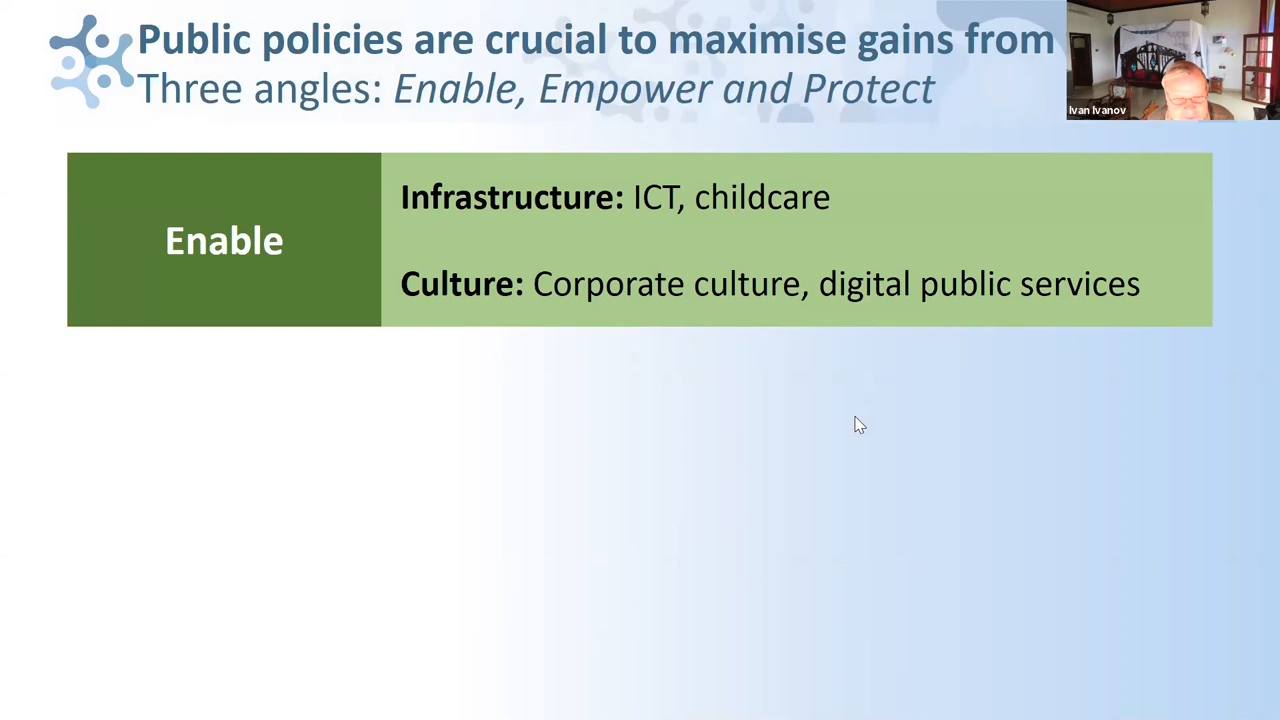 Public policies are crucial to maximise gains from
Three angles: Enable, Empower and Protect
Ivan Ivanov
Enable
Infrastructure: ICT, childcare
Culture: Corporate culture, digital public services